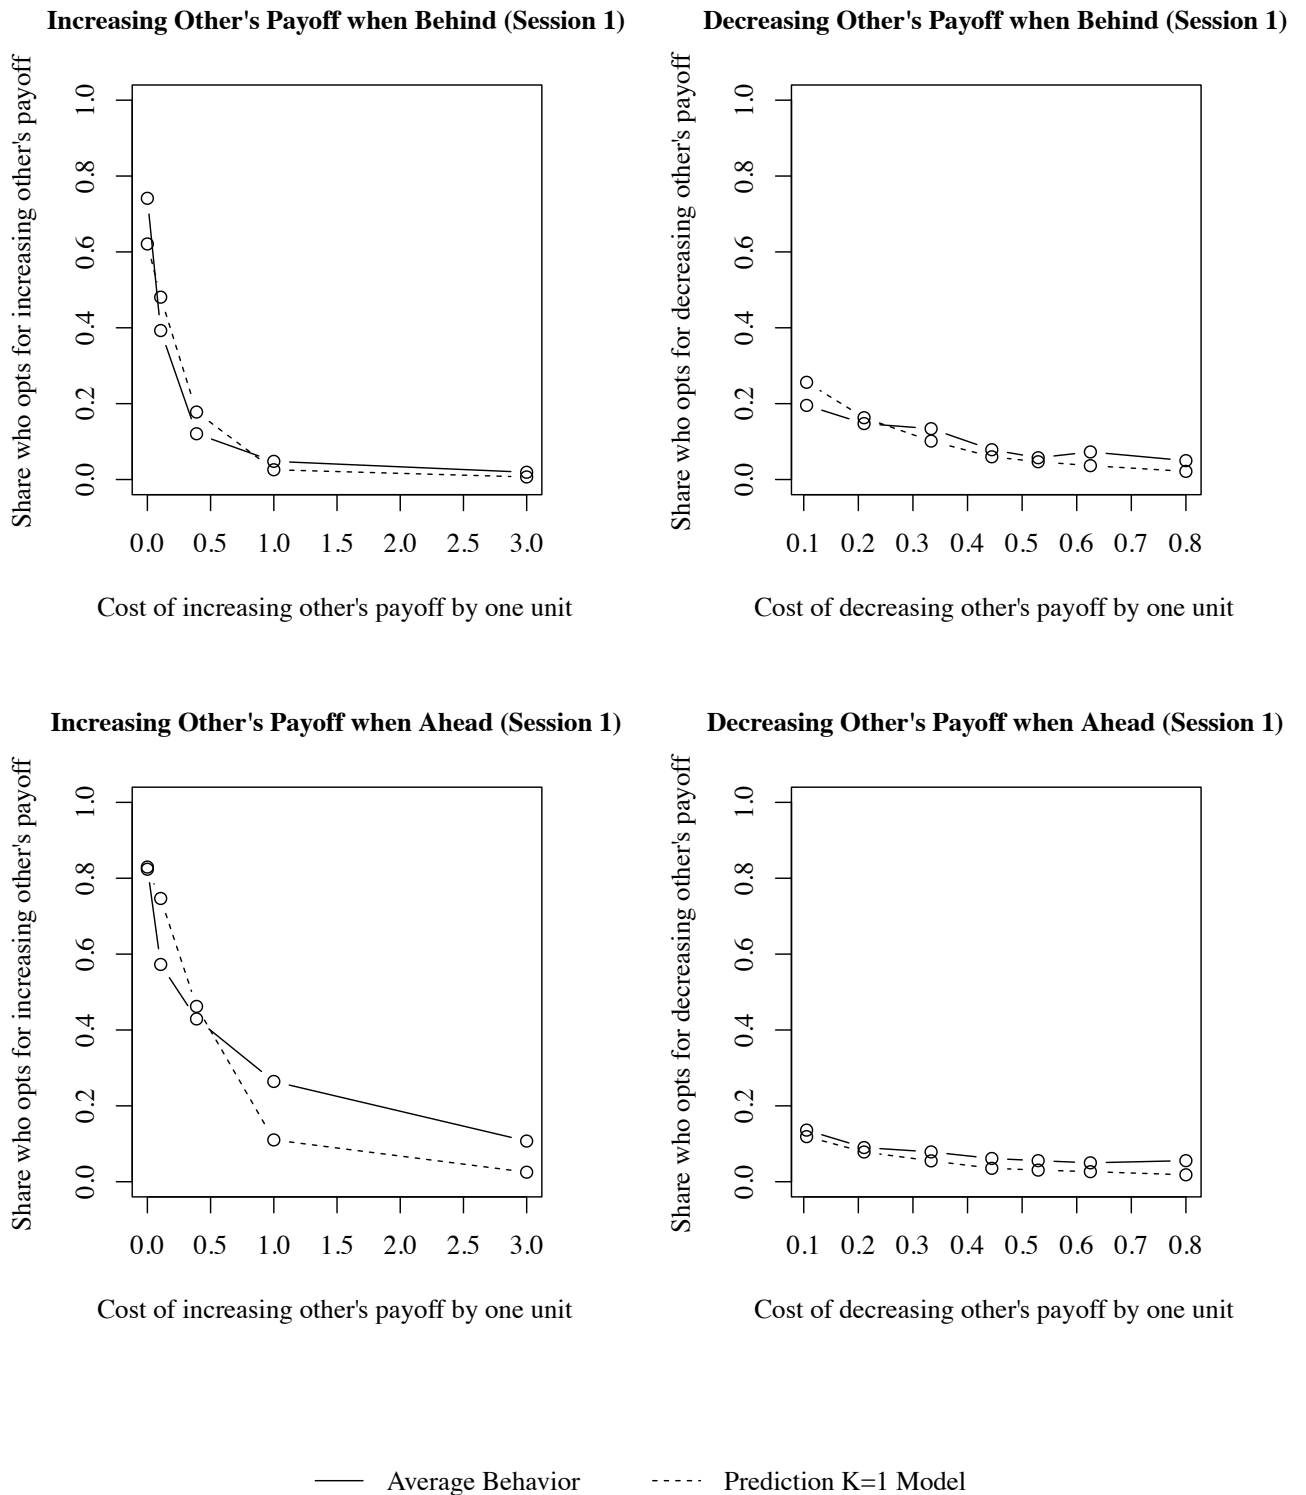 Increasing Other's Payoff when Behind (Session 1)
Share who opts for increasing other's payoff
1.0
0.8
0.6
0.4
0.2
0.0
0.0 0.5 1.0 1.5 2.0 2.5 3.0
Cost of increasing other's payoff by one unit
Decreasing Other's Payoff when Behind (Session 1)
Share who opts for decreasing other's payoff
1.0
0.8
0.6
0.4
0.2
0.0
0.1 0.2 0.3 0.4 0.5 0.6 0.7 0.8
Cost of decreasing other's payoff by one unit
Increasing Other's Payoff when Ahead (Session 1)
Share who opts for increasing other's payoff
1.0
0.8
0.6
0.4
0.2
0.0
0.0 0.5 1.0 1.5 2.0 2.5 3.0
Cost of increasing other's payoff by one unit
Decreasing Other's Payoff when Ahead (Session 1)
Share who opts for decreasing other's payoff
1.0
0.8
0.6
0.4
0.2
0.0
0.1 0.2 0.3 0.4 0.5 0.6 0.7 0.8
Cost of decreasing other's payoff by one unit
Average Behavior
Prediction K=1 Model